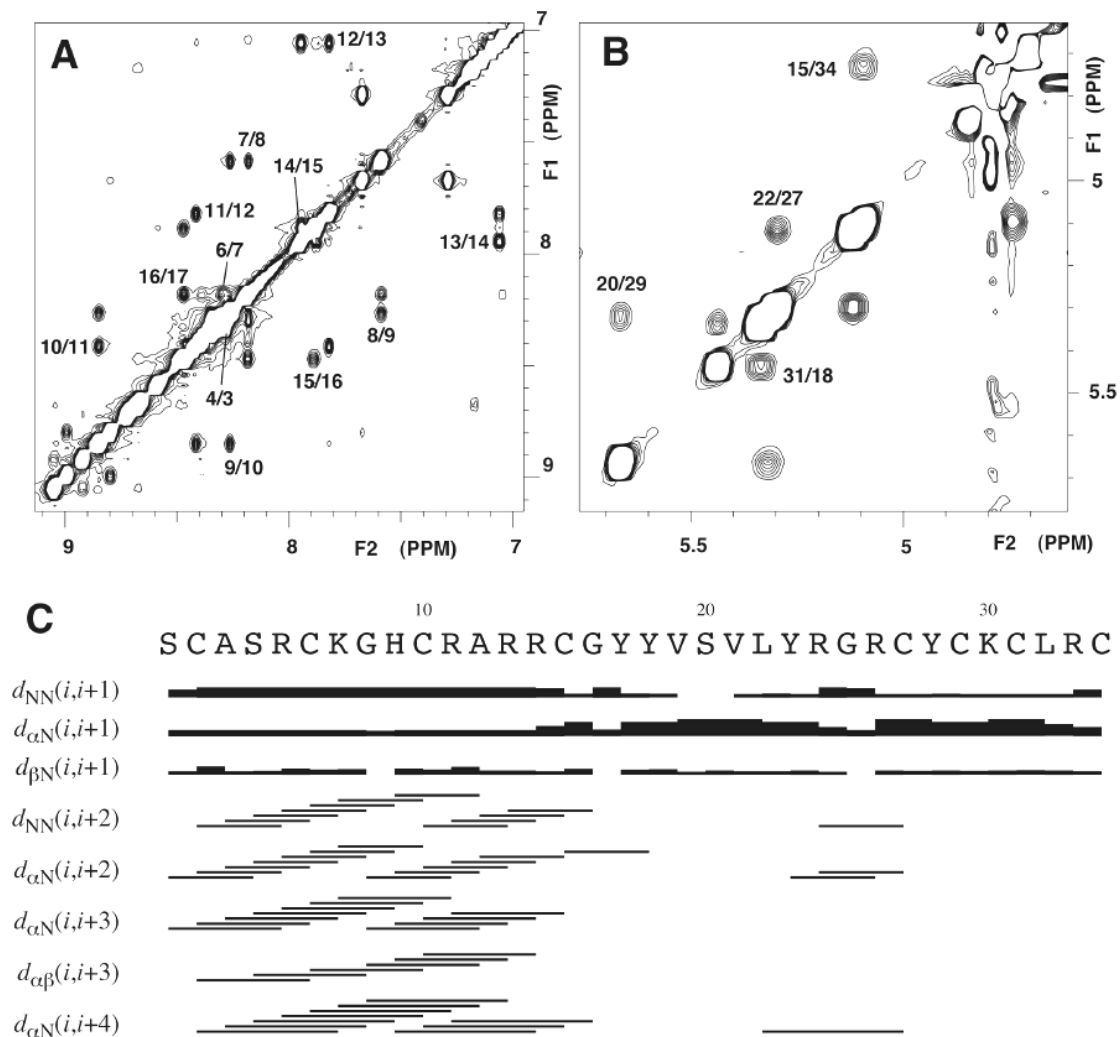 A
12/13
7/8
14/15
11/12
6/7
16/17
13/14
10/11
8/9
15/16
4/3
9/10
7
F1 (PPM)
8
9
9 8 F2 (PPM) 7
B
15/34
22/27
20/29
31/18
F1 (PPM)
5
5.5
5.5 5 F2 (PPM)
C
10 20 30
S C A S R C K G H C R A R R C G Y Y V S V L Y R G R C Y C K C L R C
dNN(i,i+1)
dαN(i,i+1)
dβN(i,i+1)
dNN(i,i+2)
dαN(i,i+2)
dαN(i,i+3)
dαβ(i,i+3)
dαN(i,i+4)